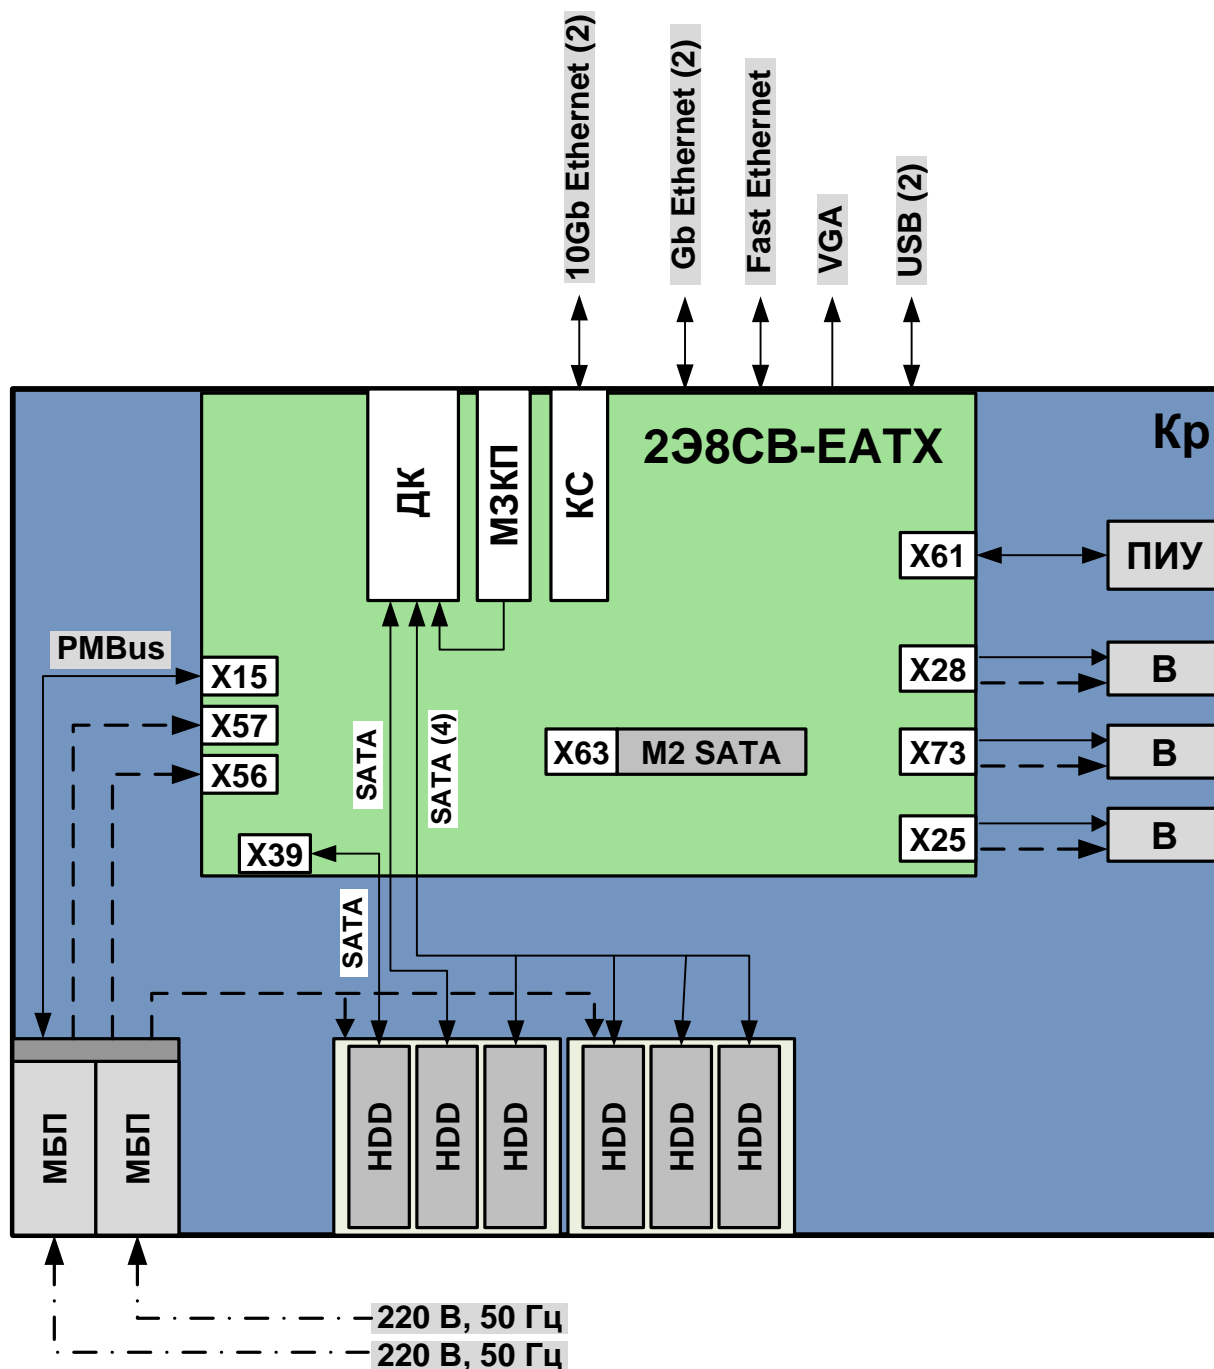 10Gb Ethernet (2)
Gb Ethernet (2)
Fast Ethernet
VGA
USB (2)
2Э8СВ-EATX
Кр
ДК
МЗКП
КС
X61
ПИУ
PMBus
X15
X28
В
X57
X56
SATA
SATA (4)
X63
M2 SATA
X73
В
X39
X25
В
SATA
МБП
МБП
HDD
HDD
HDD
HDD
HDD
HDD
220 В, 50 Гц
220 В, 50 Гц